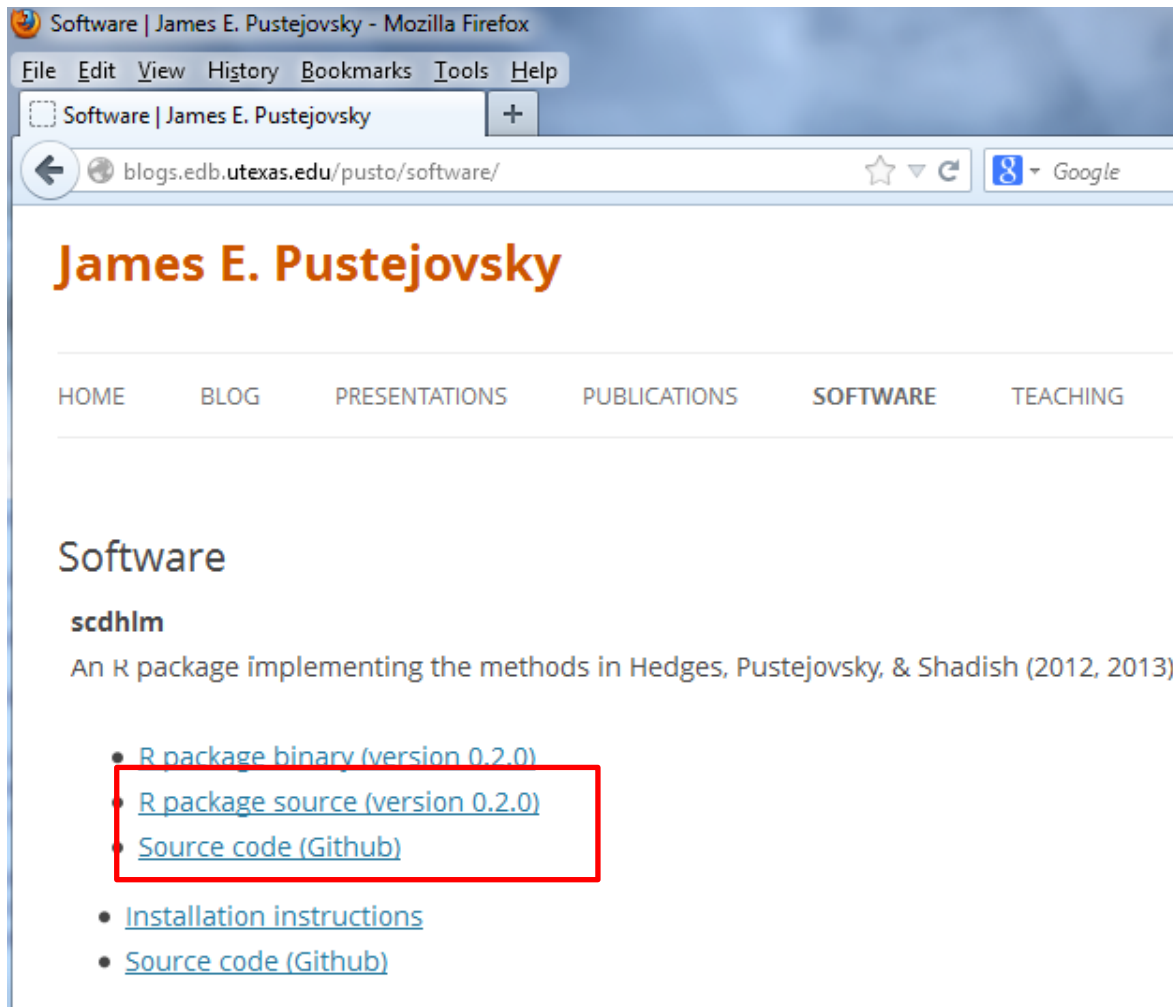 Software | James E. Pustejovsky - Mozilla Firefox
File Edit View History Bookmarks Tools Help
Software | James E. Pustejovsky +
blogs.edb.utexas.edu/pusto/software/ 8 Google
James E. Pustejovsky
HOME BLOG PRESENTATIONS PUBLICATIONS SOFTWARE TEACHING
Software
scdhlm
An R package implementing the methods in Hedges, Pustejovsky, & Shadish (2012, 2013)
• R package binary (version 0.2.0)
• R package source (version 0.2.0)
• Source code (Github)
• Installation instructions
• Source code (Github)